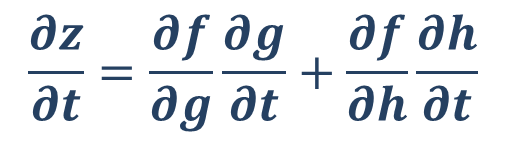 ∂z/∂t = ∂f/∂g ∂g/∂t + ∂f/∂h ∂h/∂t